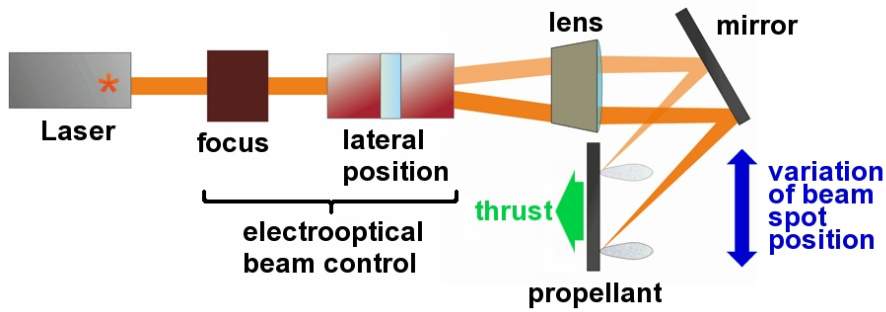 Laser
focus
lateral
position
electrooptical
beam control
lens
mirror
thrust
propellant
variation
of beam
spot
position